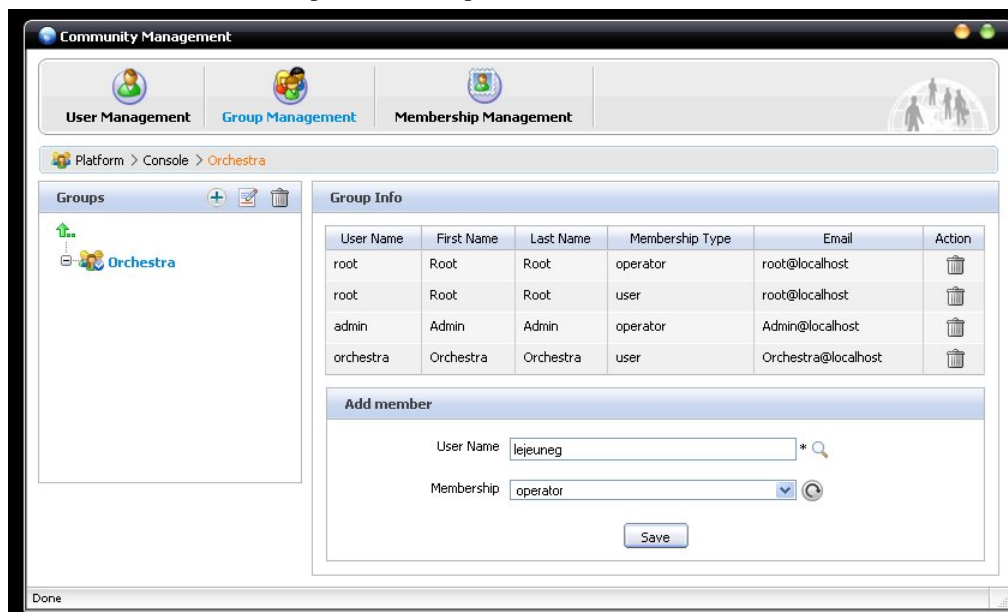 Community Management
User Management Group Management Membership Management
Platform > Console > Orchestra
Groups
Orchestra
Group Info
User Name First Name Last Name Membership Type Email Action
root Root Root operator root@localhost
root Root Root user root@localhost
admin Admin Admin operator Admin@localhost
orchestra Orchestra Orchestra user Orchestra@localhost
Add member
User Name lejeuneg *
Membership operator
Save
Done